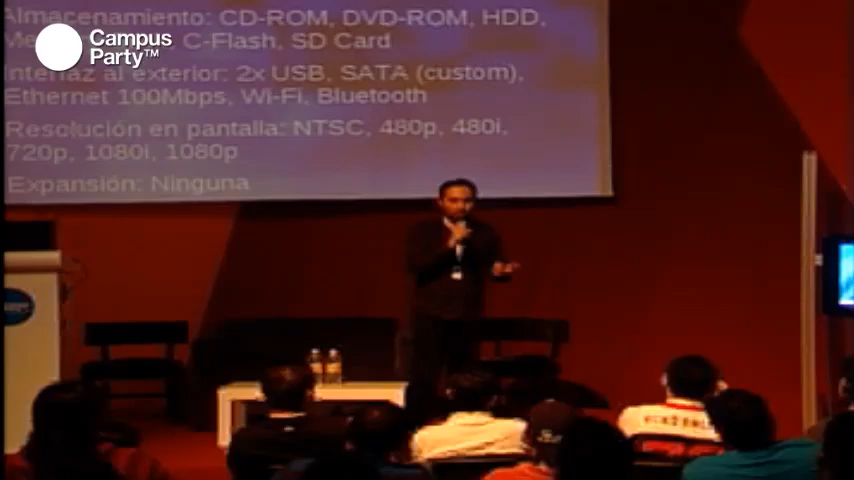 Almacenamiento: CD-ROM, DVD-ROM, HDD,
C-Flash, SD Card
Interfaz al exterior: 2x USB, SATA (custom),
Ethernet 100Mbps, Wi-Fi, Bluetooth
Resolución en pantalla: NTSC, 480p, 480i,
720p, 1080i, 1080p
Expansión: Ninguna
Campus
Party™